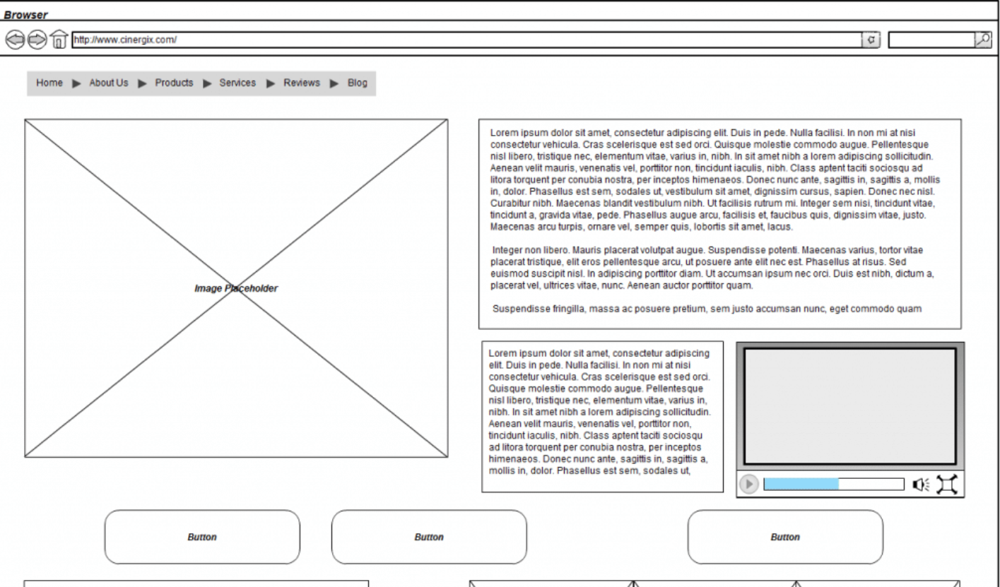 Browser
http://www.cinergix.com/
Home About Us Products Services Reviews Blog
Image Placeholder
Lorem ipsum dolor sit amet, consectetur adipiscing elit. Duis in pede. Nulla facilisi. In non mi at nisi
consectetur vehicula. Cras scelerisque est sed orci. Quisque molestie commodo augue. Pellentesque
nisl libero, tristique nec, elementum vitae, varius in, nibh. In sit amet nibh a lorem adipiscing sollicitudin.
Aenean velit mauris, venenatis vel, porttitor non, tincidunt iaculis, nibh. Class aptent taciti sociosqu ad
litora torquent per conubia nostra, per inceptos himenaeos. Donec nunc ante, sagittis in, sagittis a, mollis
in, dolor. Phasellus est sem, sodales ut, vestibulum sit amet, dignissim cursus, sapien. Donec nec nisl.
Curabitur nibh. Maecenas blandit vestibulum nibh. Ut facilisis rutrum mi. Integer sem nisi, tincidunt vitae,
tincidunt a, gravida vitae, pede. Phasellus augue arcu, facilisis et, faucibus quis, dignissim vitae, justo.
Maecenas arcu turpis, ornare vel, semper quis, lobortis sit amet, lacus.
Integer non libero. Mauris placerat volutpat augue. Suspendisse potenti. Maecenas varius, tortor vitae
placerat tristique, elit eros pellentesque arcu, ut posuere ante elit nec est. Phasellus at risus. Sed
euismod suscipit nisl. In adipiscing porttitor diam. Ut accumsan ipsum nec orci. Duis est nibh, dictum a,
placerat vel, ultrices vitae, nunc. Aenean auctor porttitor quam.
Suspendisse fringilla, massa ac posuere pretium, sem justo accumsan nunc, eget commodo quam
Lorem ipsum dolor sit amet, consectetur adipiscing
elit. Duis in pede. Nulla facilisi. In non mi at nisi
consectetur vehicula. Cras scelerisque est sed orci.
Quisque molestie commodo augue. Pellentesque
nisl libero, tristique nec, elementum vitae, varius in,
nibh. In sit amet nibh a lorem adipiscing sollicitudin.
Aenean velit mauris, venenatis vel, porttitor non,
tincidunt iaculis, nibh. Class aptent taciti sociosqu
ad litora torquent per conubia nostra, per inceptos
himenaeos. Donec nunc ante, sagittis in, sagittis a,
mollis in, dolor. Phasellus est sem, sodales ut,
Button
Button
Button